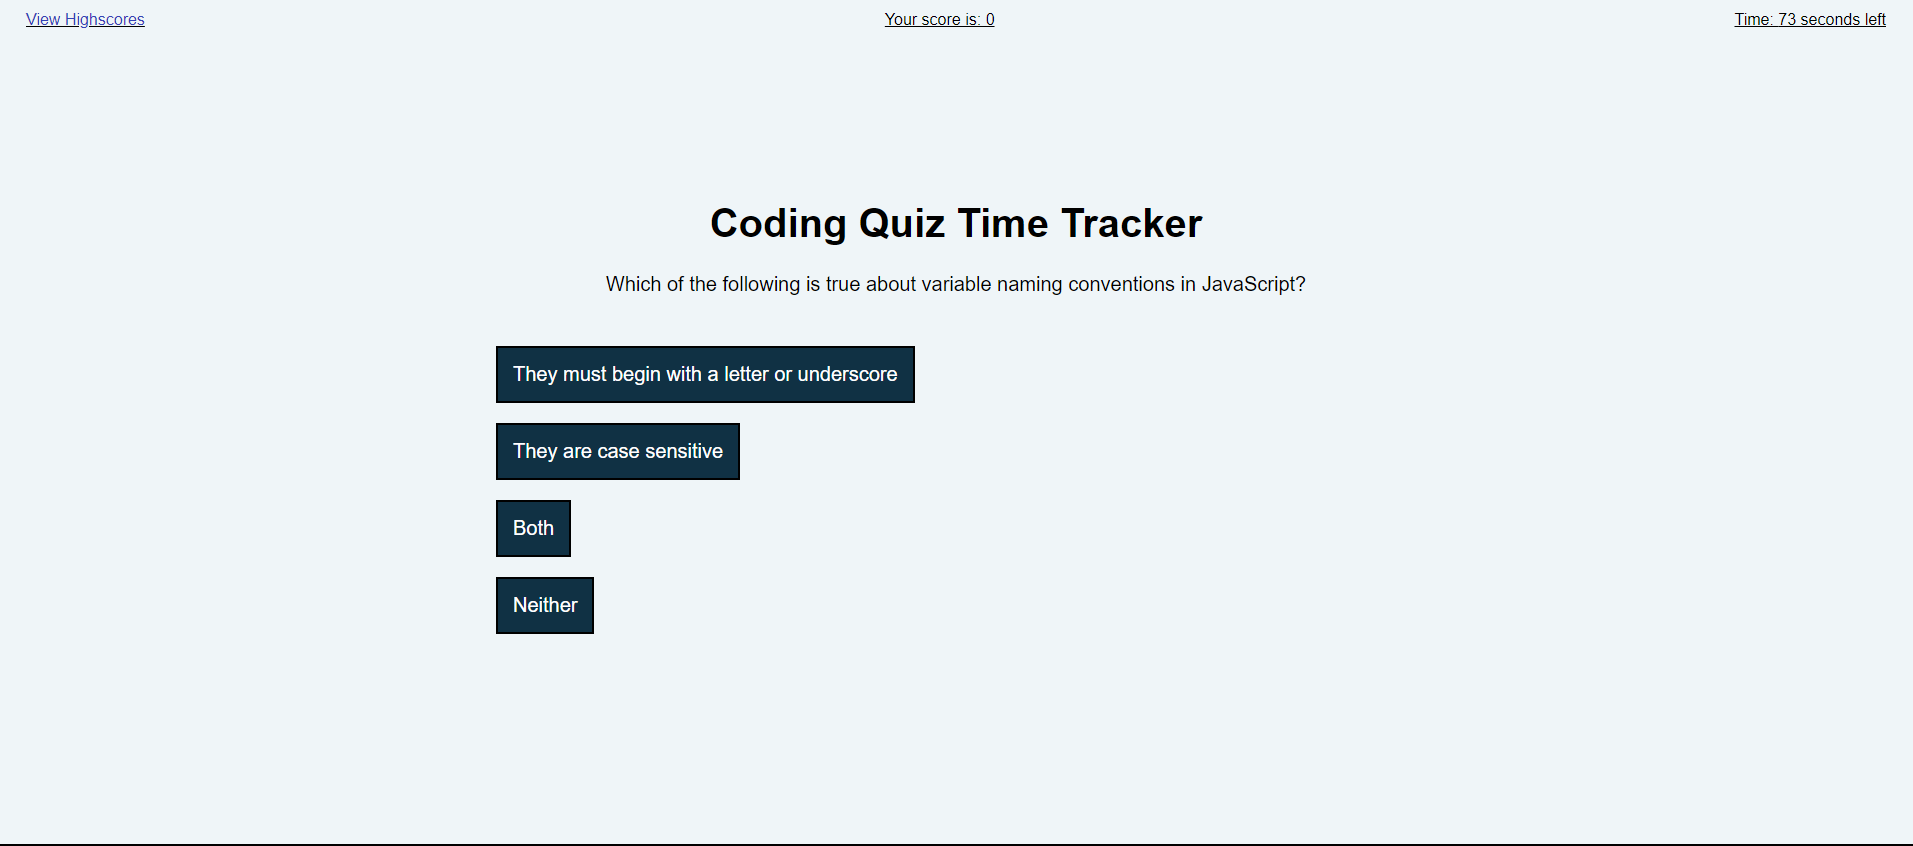 View Highscores
Your score is: 0
Time: 73 seconds left
Coding Quiz Time Tracker
Which of the following is true about variable naming conventions in JavaScript?
They must begin with a letter or underscore
They are case sensitive
Both
Neither